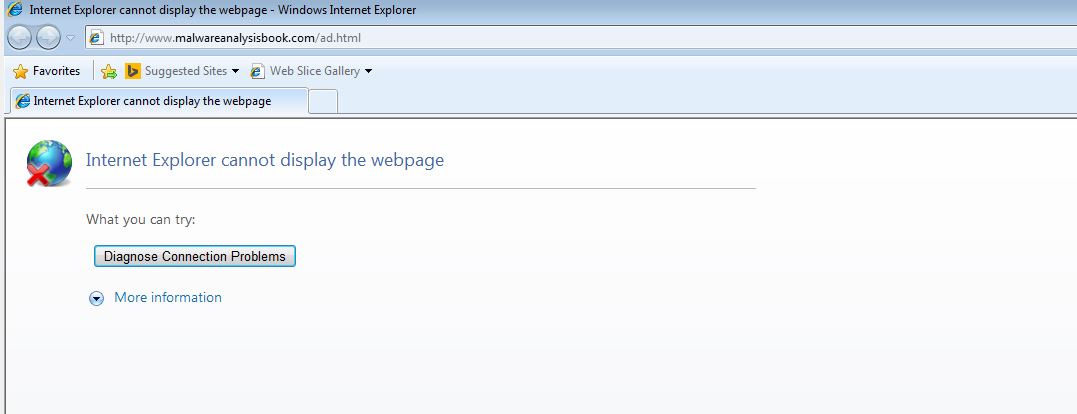 Internet Explorer cannot display the webpage - Windows Internet Explorer
http://www.malwareanalysisbook.com/ad.html
Favorites Suggested Sites Web Slice Gallery
Internet Explorer cannot display the webpage
Internet Explorer cannot display the webpage
What you can try:
Diagnose Connection Problems
More information